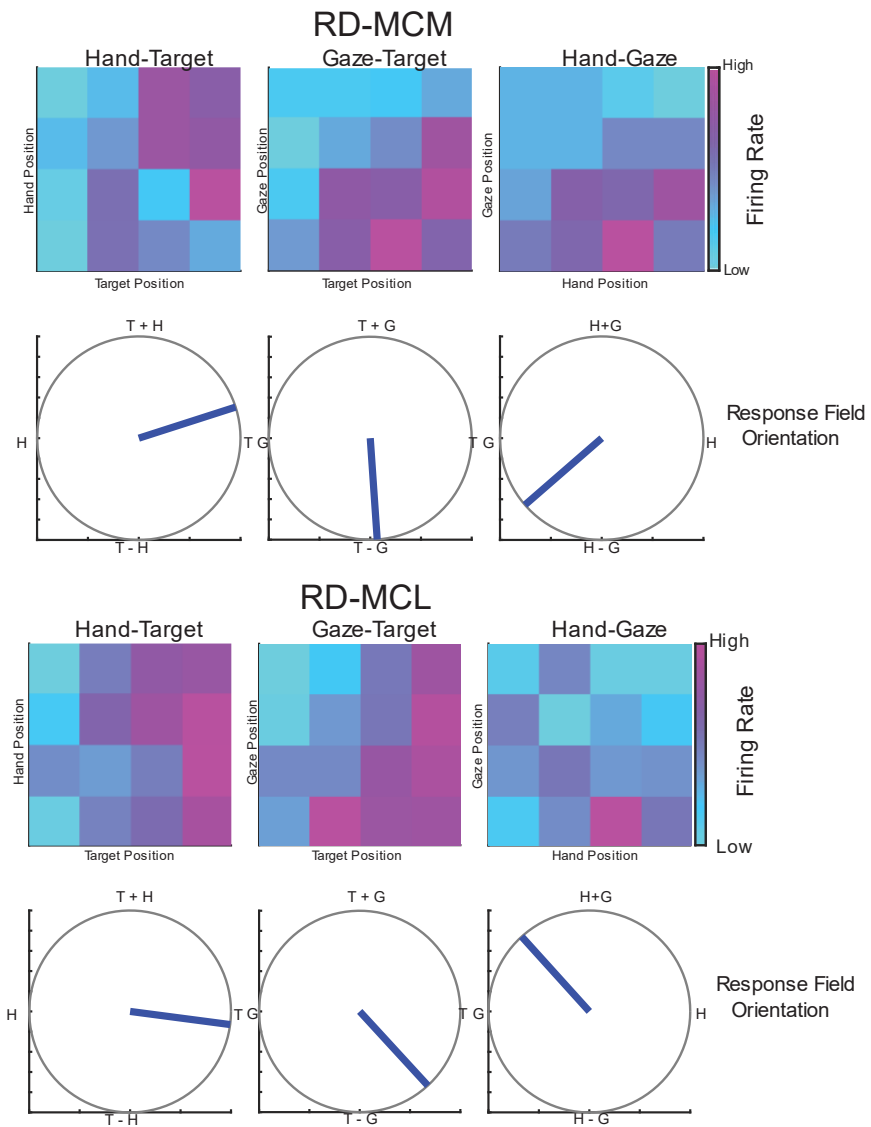 RD-MCM
Hand-Target
Gaze-Target
Hand-Gaze
High
Hand Position
Gaze Position
Gaze Position
Firing Rate
Low
Target Position
Target Position
Hand Position
T + H
T + G
H+G
Response Field
Orientation
H
T G
T G
H
T - H
T - G
H - G
RD-MCL
Hand-Target
Gaze-Target
Hand-Gaze
High
Hand Position
Gaze Position
Gaze Position
Firing Rate
Low
Target Position
Target Position
Hand Position
T + H
T + G
H+G
Response Field
Orientation
H
T G
T G
H
T - H
T - G
H - G